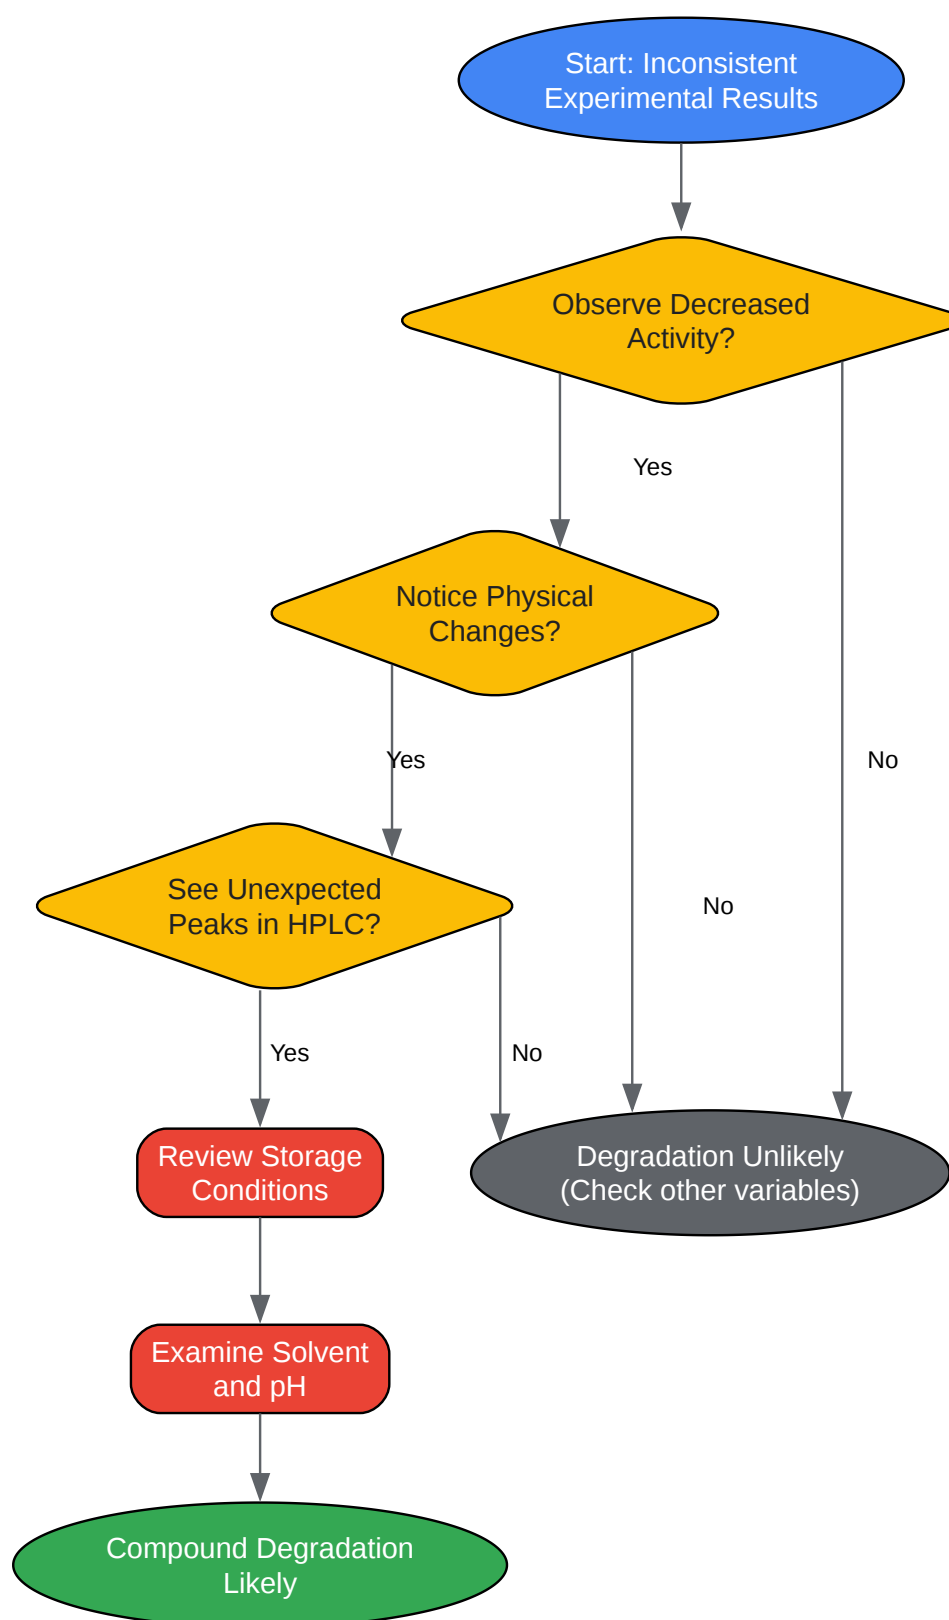 Start: Inconsistent
Experimental Results
Observe Decreased
Activity?
Yes
Notice Physical
Changes?
Yes
No
See Unexpected
Peaks in HPLC?
No
Yes
No
Review Storage
Conditions
Degradation Unlikely
(Check other variables)
Examine Solvent
and pH
Compound Degradation
Likely